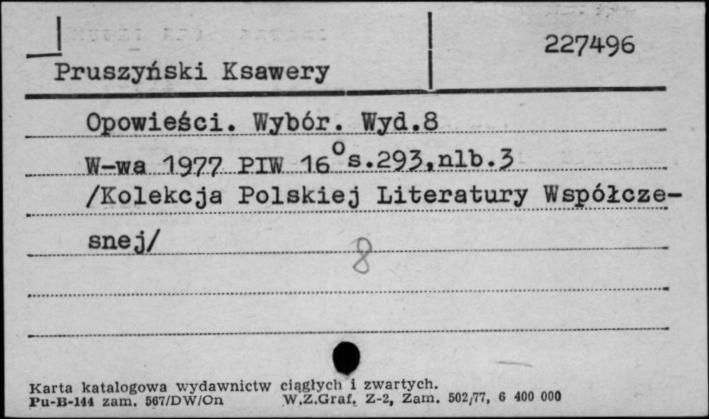 227496
Pruszyński Ksawery
Opowieści. Wybór. Wyd.8
W-wa 1977 PIW 16° s.293,nlb.3
/Kolekcja Polskiej Literatury Współcze-
snej/
8
Karta katalogowa wydawnictw ciągłych i zwartych.
Pu-B-144 zam. 567/DW/On W.Z.Graf. Z-2, Zam. 502/77, 6 400 000